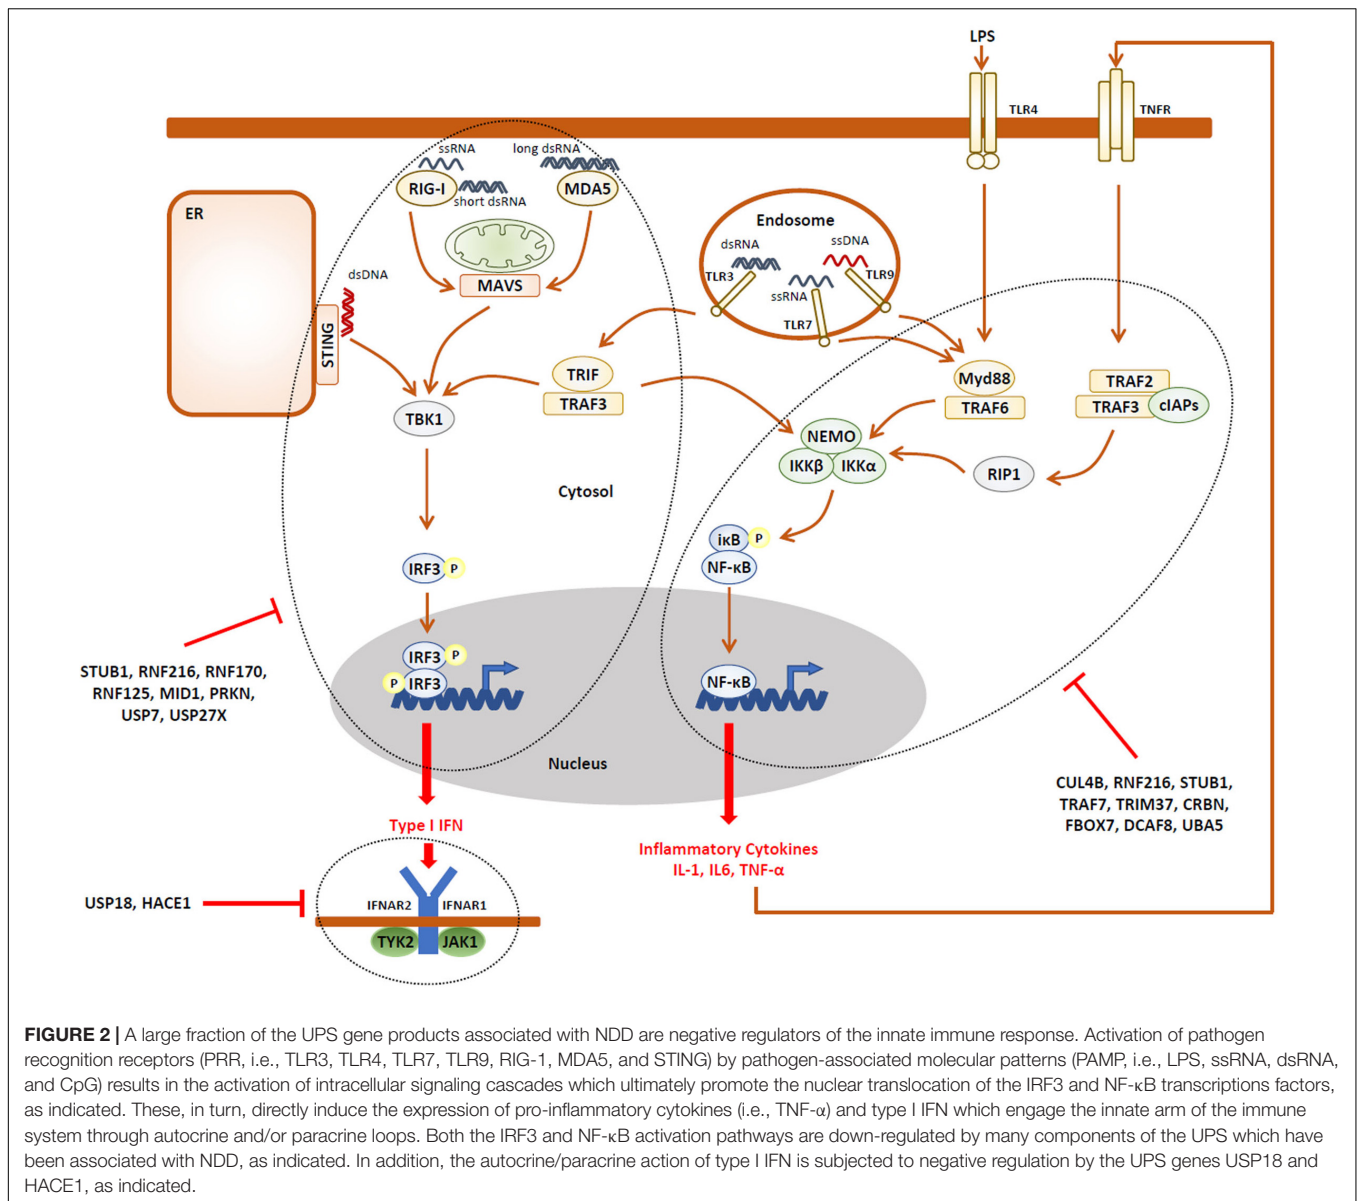 LPS
TLR4
TNFR
ssRNA
long dsRNA
RIG-I
MDA5
short dsRNA
ER
Endosome
dsRNA
ssDNA
TLR3
TLR9
ssRNA
TLR7
dsDNA
MAVS
STING
TRIF
TRAF3
Myd88
TRAF6
TRAF2
TRAF3
cIAPs
TBK1
NEMO
IKKβ
IKKα
RIP1
Cytosol
iκB
P
NF-κB
IRF3
P
IRF3
P
P
IRF3
NF-κB
Nucleus
STUB1, RNF216, RNF170,
RNF125, MID1, PRKN,
USP7, USP27X
CUL4B, RNF216, STUB1,
TRAF7, TRIM37, CRBN,
FBOX7, DCAF8, UBA5
Type I IFN
Inflammatory Cytokines
IL-1, IL6, TNF-α
USP18, HACE1
IFNAR2
IFNAR1
TYK2
JAK1
FIGURE 2 | A large fraction of the UPS gene products associated with NDD are negative regulators of the innate immune response. Activation of pathogen
recognition receptors (PRR, i.e., TLR3, TLR4, TLR7, TLR9, RIG-1, MDA5, and STING) by pathogen-associated molecular patterns (PAMP, i.e., LPS, ssRNA, dsRNA,
and CpG) results in the activation of intracellular signaling cascades which ultimately promote the nuclear translocation of the IRF3 and NF-κB transcriptions factors,
as indicated. These, in turn, directly induce the expression of pro-inflammatory cytokines (i.e., TNF-α) and type I IFN which engage the innate arm of the immune
system through autocrine and/or paracrine loops. Both the IRF3 and NF-κB activation pathways are down-regulated by many components of the UPS which have
been associated with NDD, as indicated. In addition, the autocrine/paracrine action of type I IFN is subjected to negative regulation by the UPS genes USP18 and
HACE1, as indicated.